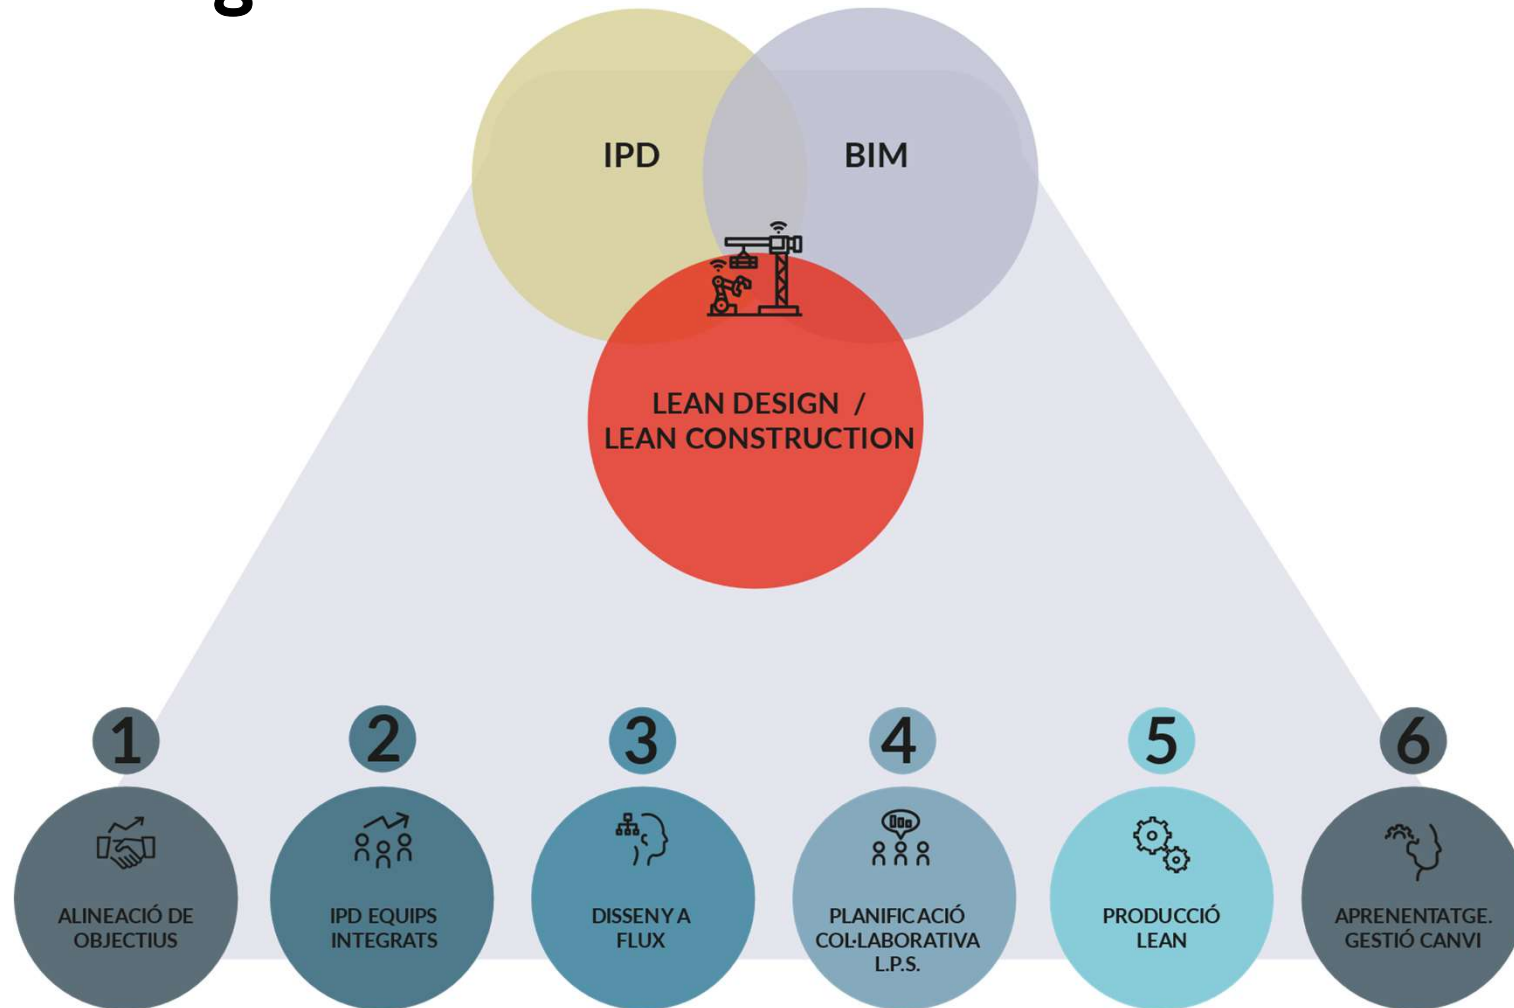 IPD
BIM
LEAN DESIGN /
LEAN CONSTRUCTION
1
2
3
4
5
6
ALINEACIÓ DE
OBJECTIUS
IPD EQUIPS
INTEGRATS
DISSENY A
FLUX
PLANIFICACIÓ
COL·LABORATIVA
L.P.S.
PRODUCCIÓ
LEAN
APRENENTATGE.
GESTIÓ CANVI